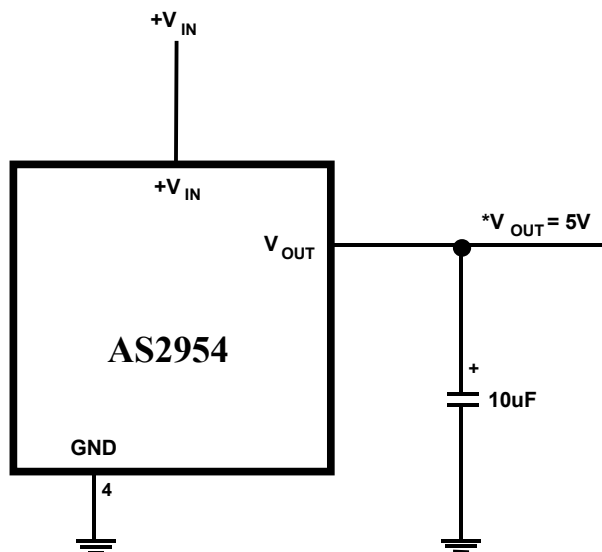 +V IN
+V IN
V OUT
*V OUT = 5V
AS2954
+
10uF
GND
4